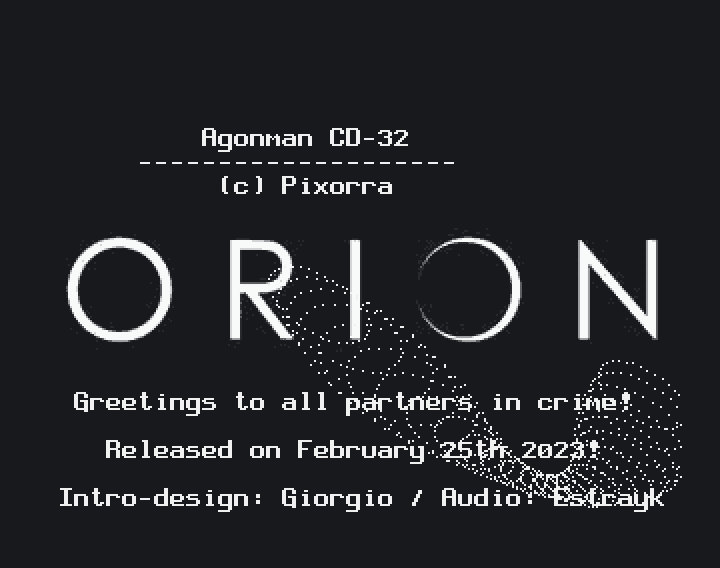 Agonman CD-32
--------------------
(c) Pixorra
ORION
Greetings to all partners in crime!
Released on February 25th 2023!
Intro-design: Giorgio / Audio: Estrayk